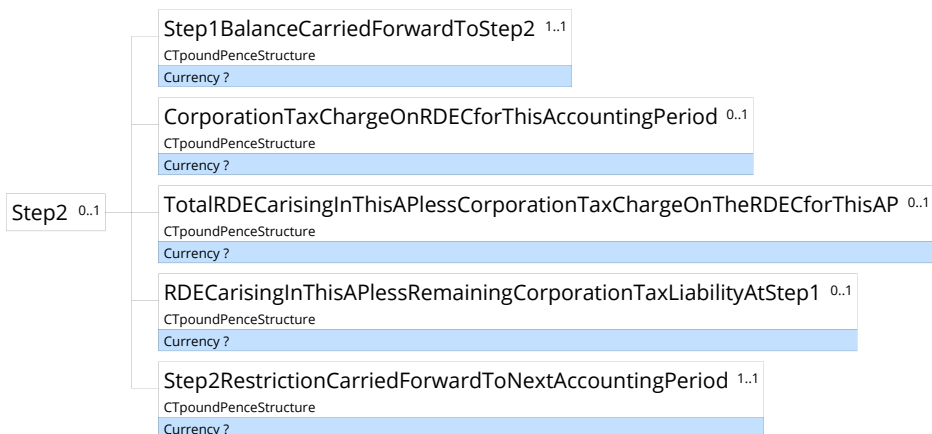 Step1BalanceCarriedForwardToStep2 1..1
CTpoundPenceStructure
Currency ?
CorporationTaxChargeOnRDECforThisAccountingPeriod 0..1
CTpoundPenceStructure
Currency ?
Step2 0..1
TotalRDECarisingInThisAPlessCorporationTaxChargeOnTheRDECforThisAP 0..1
CTpoundPenceStructure
Currency ?
RDECarisingInThisAPlessRemainingCorporationTaxLiabilityAtStep1 0..1
CTpoundPenceStructure
Currency ?
Step2RestrictionCarriedForwardToNextAccountingPeriod 1..1
CTpoundPenceStructure
Currency ?